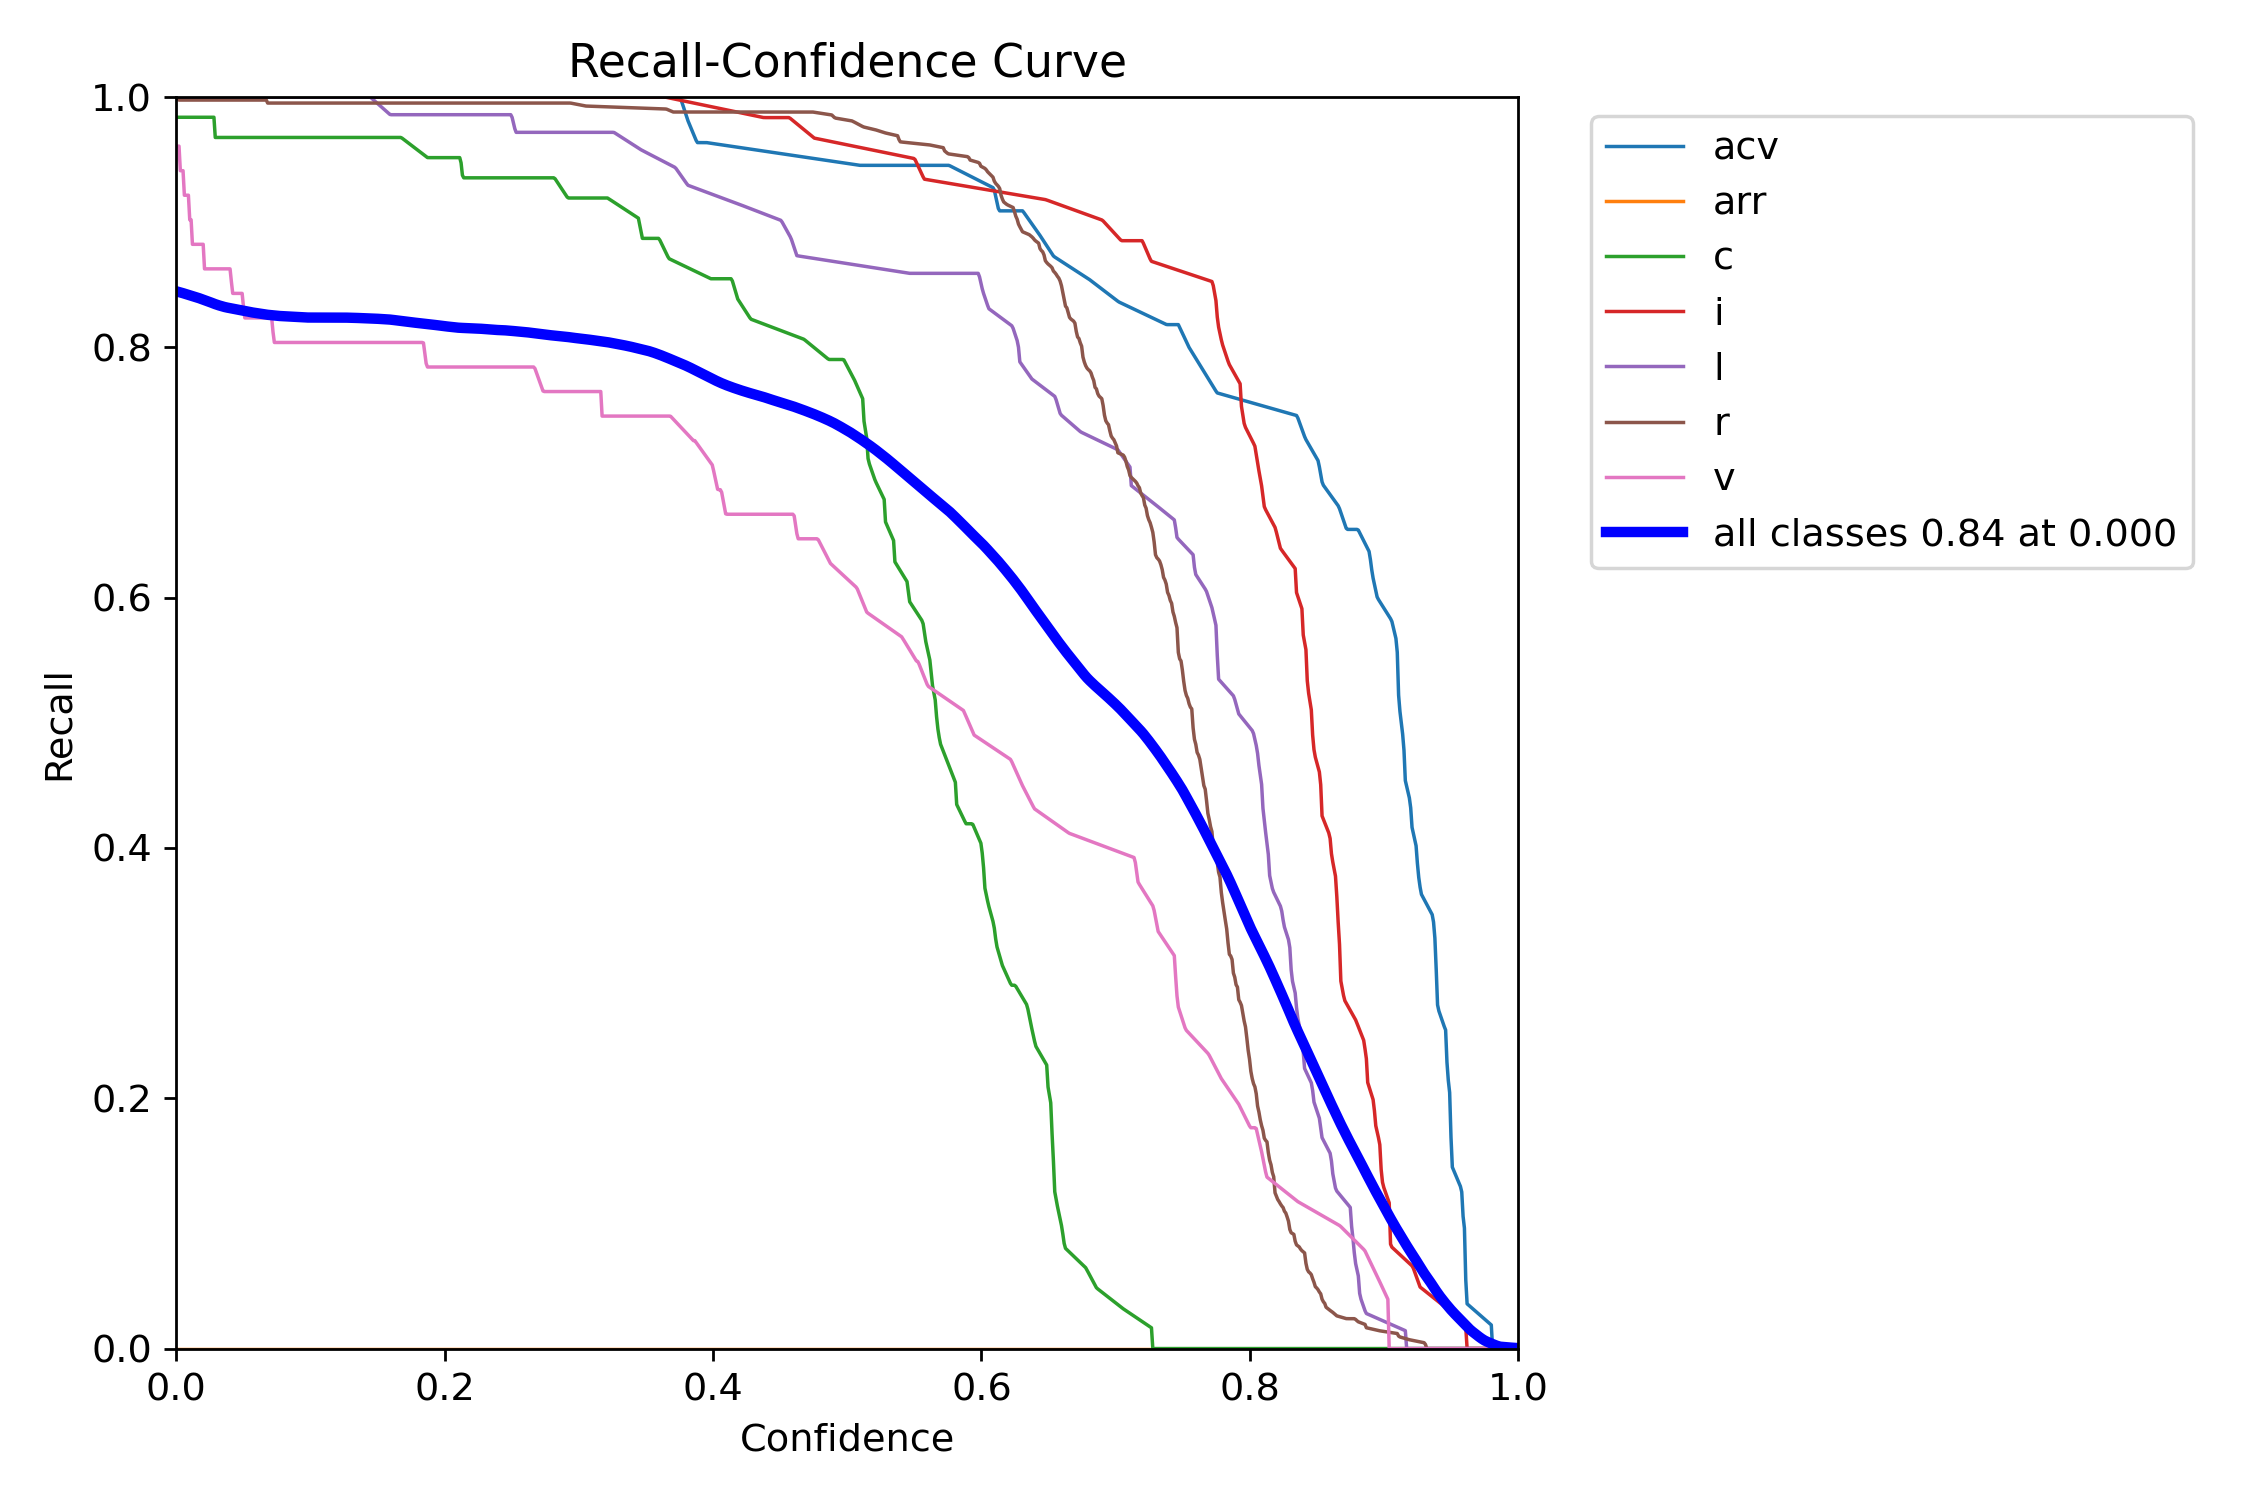 Recall-Confidence Curve
1.0
0.8
0.6
0.4
0.2
0.0
Recall
0.0 0.2 0.4 0.6 0.8 1.0
Confidence
acv
arr
c
i
l
r
v
all classes 0.84 at 0.000